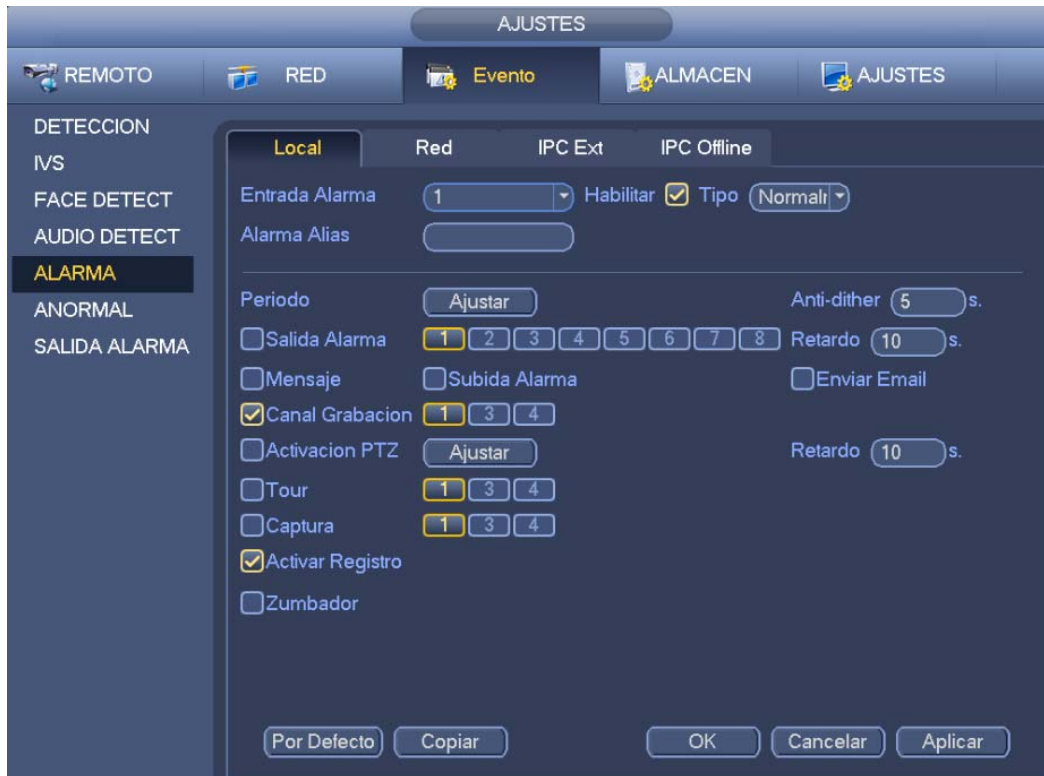 AJUSTES
REMOTO RED Evento ALMACEN AJUSTES
DETECCION
IVS
FACE DETECT
AUDIO DETECT
ALARMA
ANORMAL
SALIDA ALARMA
Local Red IPC Ext IPC Offline
Entrada Alarma 1 Habilitar Tipo Normalr
Alarma Alias
Periodo Ajustar Anti-dither 5 s.
Salida Alarma 1 2 3 4 5 6 7 8 Retardo 10 s.
Mensaje Subida Alarma Enviar Email
Canal Grabacion 1 3 4
Activacion PTZ Ajustar Retardo 10 s.
Tour 1 3 4
Captura 1 3 4
Activar Registro
Zumbador
Por Defecto Copiar OK Cancelar Aplicar